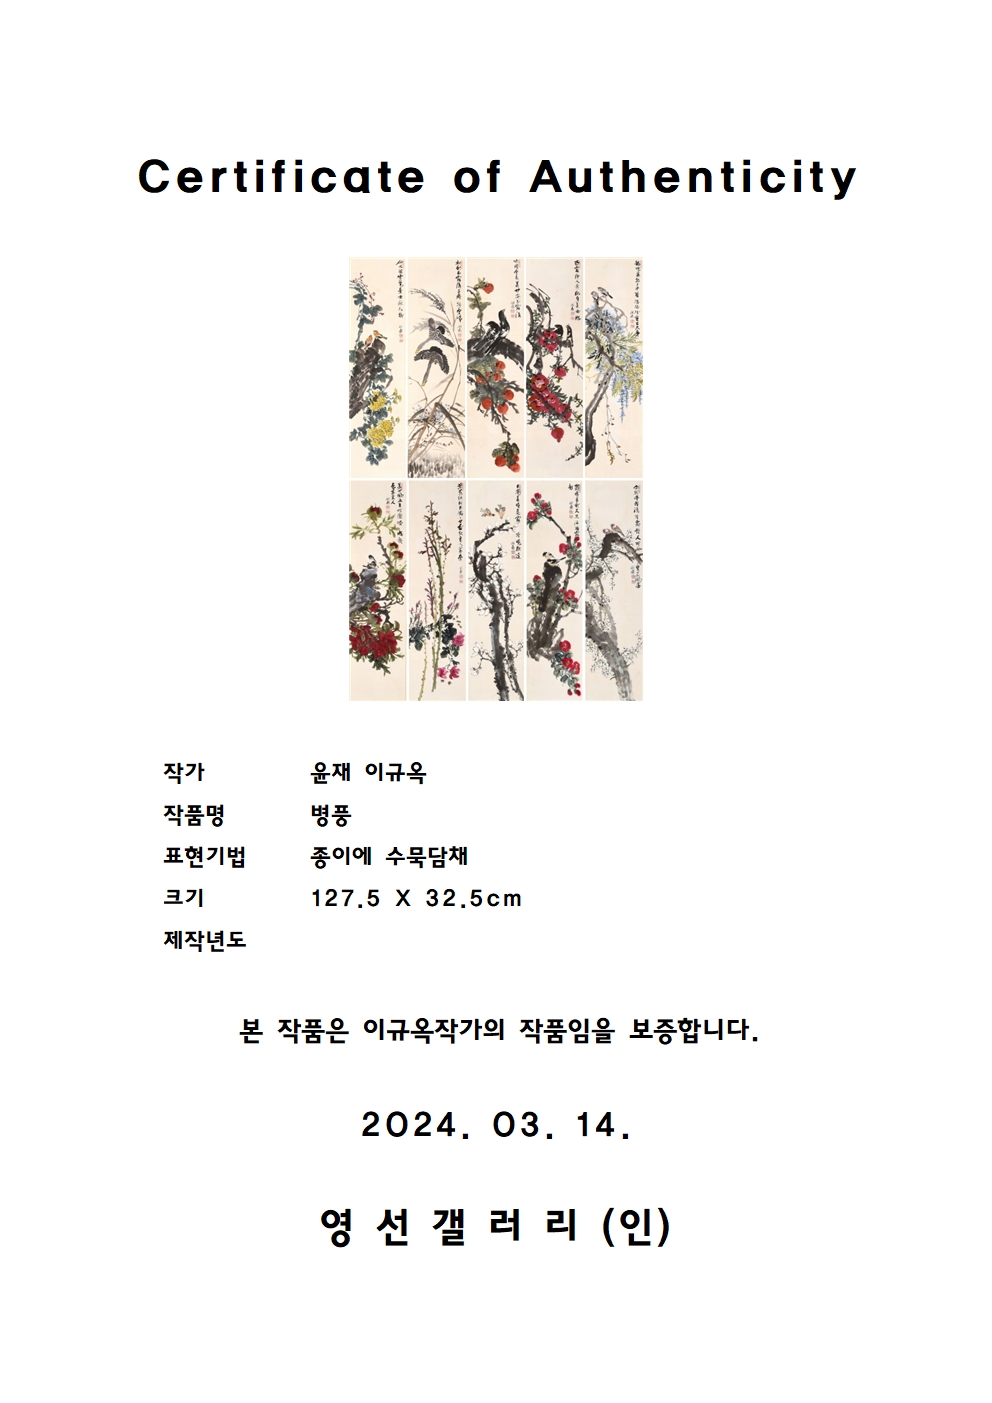 Certificate of Authenticity
작가 윤재 이규옥
작품명 병풍
표현기법 종이에 수묵담채
크기 127.5 X 32.5cm
제작년도
본 작품은 이규옥작가의 작품임을 보증합니다.
2024. 03. 14.
영 선 갤 러 리 (인)